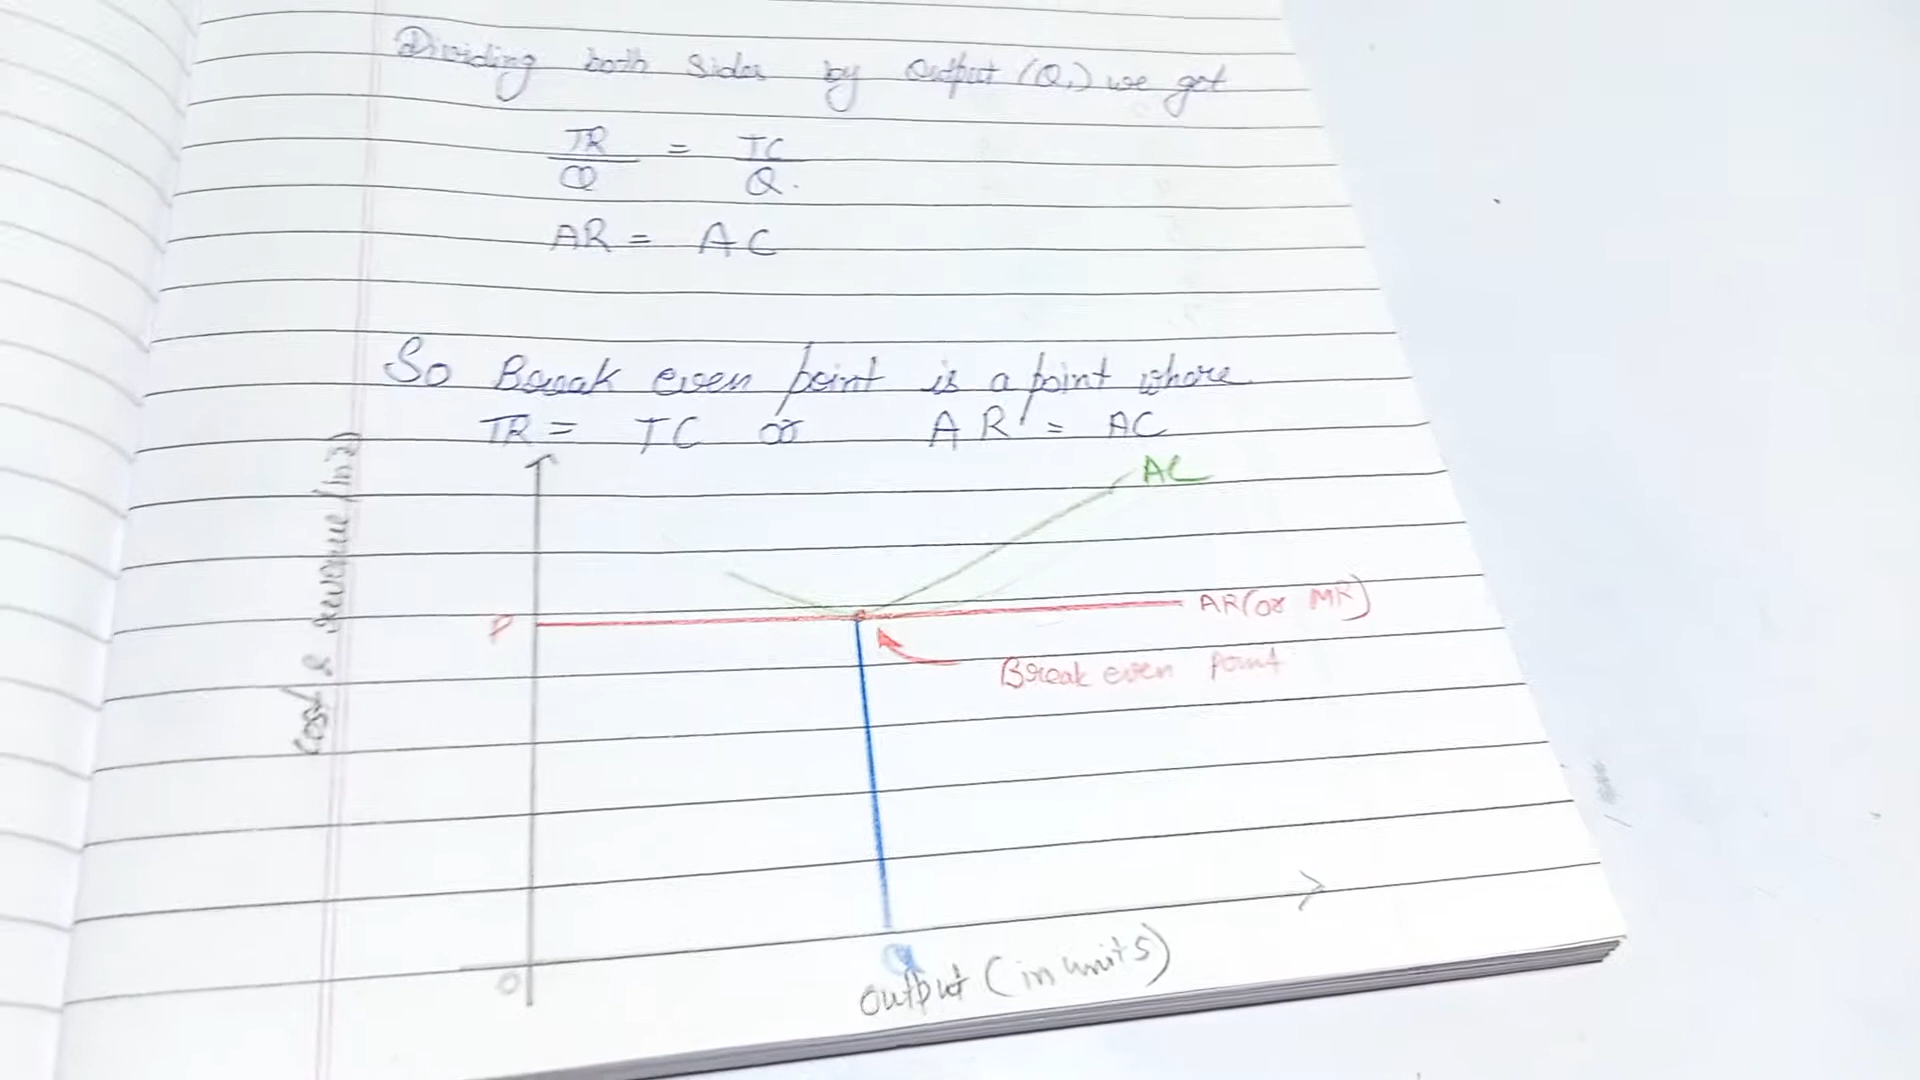 Dividing both sides by output (Q) we get
TR = TC
Q Q.
AR = AC
So Break even point is a point where
TR = TC or AR = AC
AC
Cost & revenue (in ₹)
P
AR (or MR)
Break even point
O
Q
output (in units)